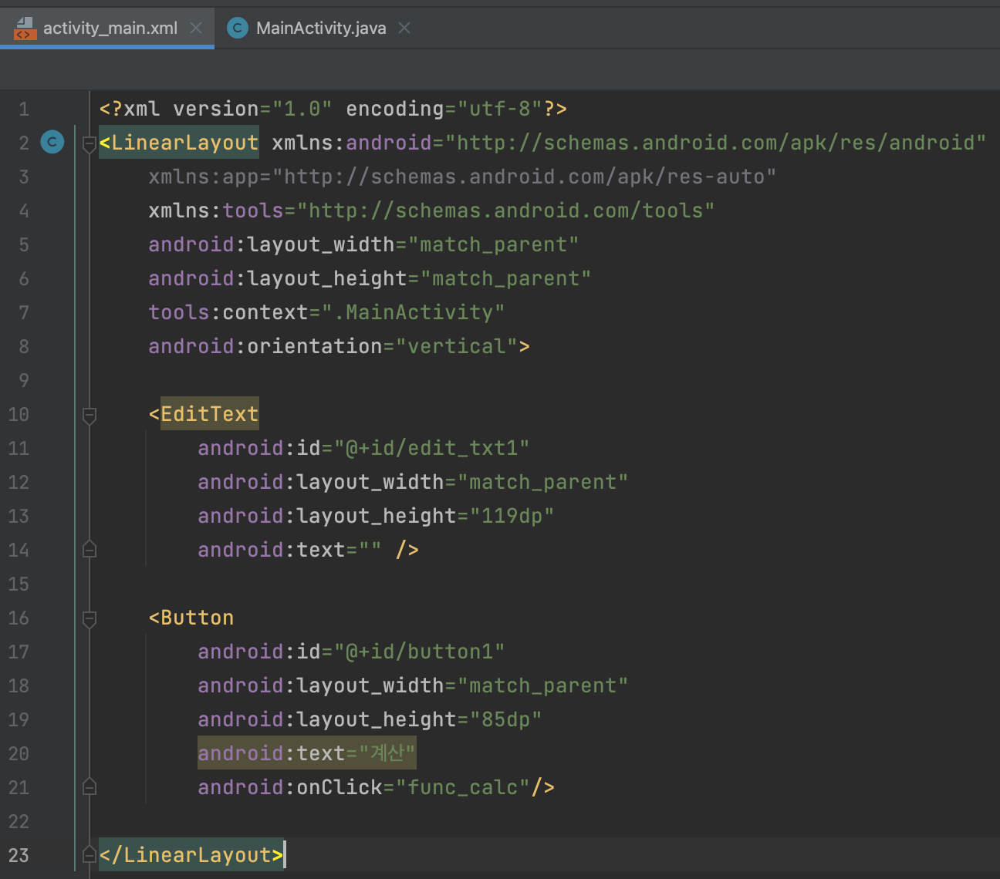 activity_main.xml MainActivity.java
1 <?xml version="1.0" encoding="utf-8"?>
2 <LinearLayout xmlns:android="http://schemas.android.com/apk/res/android"
3 xmlns:app="http://schemas.android.com/apk/res-auto"
4 xmlns:tools="http://schemas.android.com/tools"
5 android:layout_width="match_parent"
6 android:layout_height="match_parent"
7 tools:context=".MainActivity"
8 android:orientation="vertical">
9
10 <EditText
11 android:id="@+id/edit_txt1"
12 android:layout_width="match_parent"
13 android:layout_height="119dp"
14 android:text="" />
15
16 <Button
17 android:id="@+id/button1"
18 android:layout_width="match_parent"
19 android:layout_height="85dp"
20 android:text="계산"
21 android:onClick="func_calc"/>
22
23 </LinearLayout>